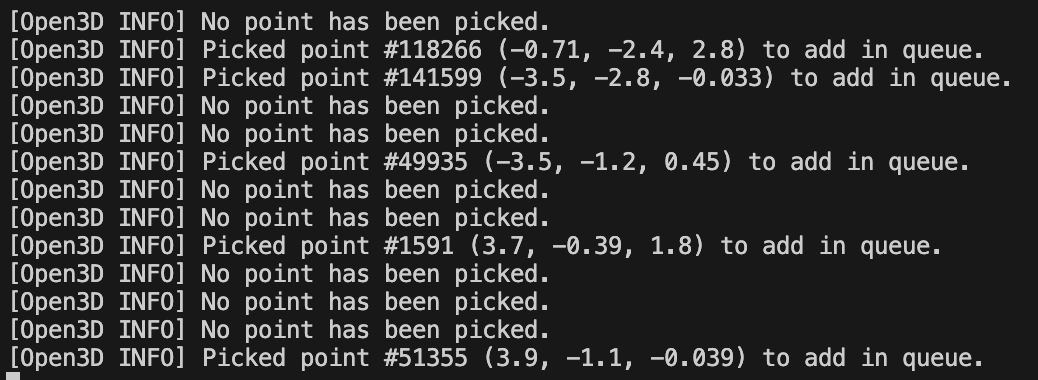 [Open3D INFO] No point has been picked.
[Open3D INFO] Picked point #118266 (-0.71, -2.4, 2.8) to add in queue.
[Open3D INFO] Picked point #141599 (-3.5, -2.8, -0.033) to add in queue.
[Open3D INFO] No point has been picked.
[Open3D INFO] No point has been picked.
[Open3D INFO] Picked point #49935 (-3.5, -1.2, 0.45) to add in queue.
[Open3D INFO] No point has been picked.
[Open3D INFO] No point has been picked.
[Open3D INFO] Picked point #1591 (3.7, -0.39, 1.8) to add in queue.
[Open3D INFO] No point has been picked.
[Open3D INFO] No point has been picked.
[Open3D INFO] No point has been picked.
[Open3D INFO] Picked point #51355 (3.9, -1.1, -0.039) to add in queue.